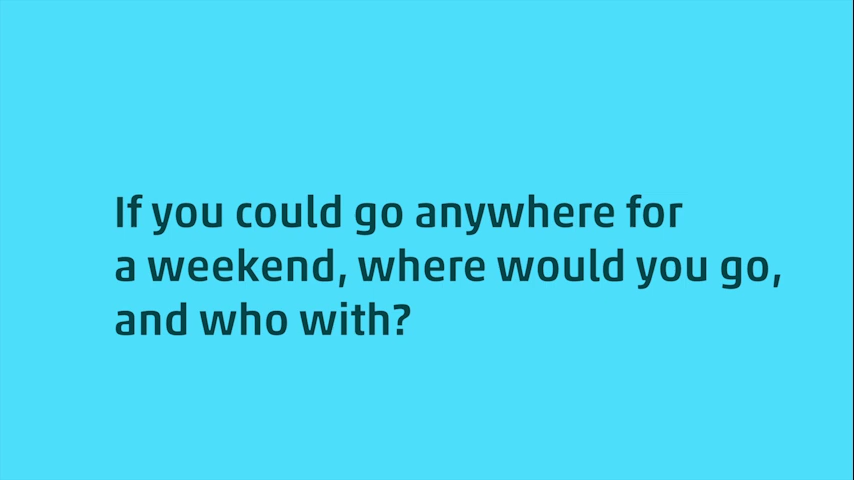 If you could go anywhere for
a weekend, where would you go,
and who with?